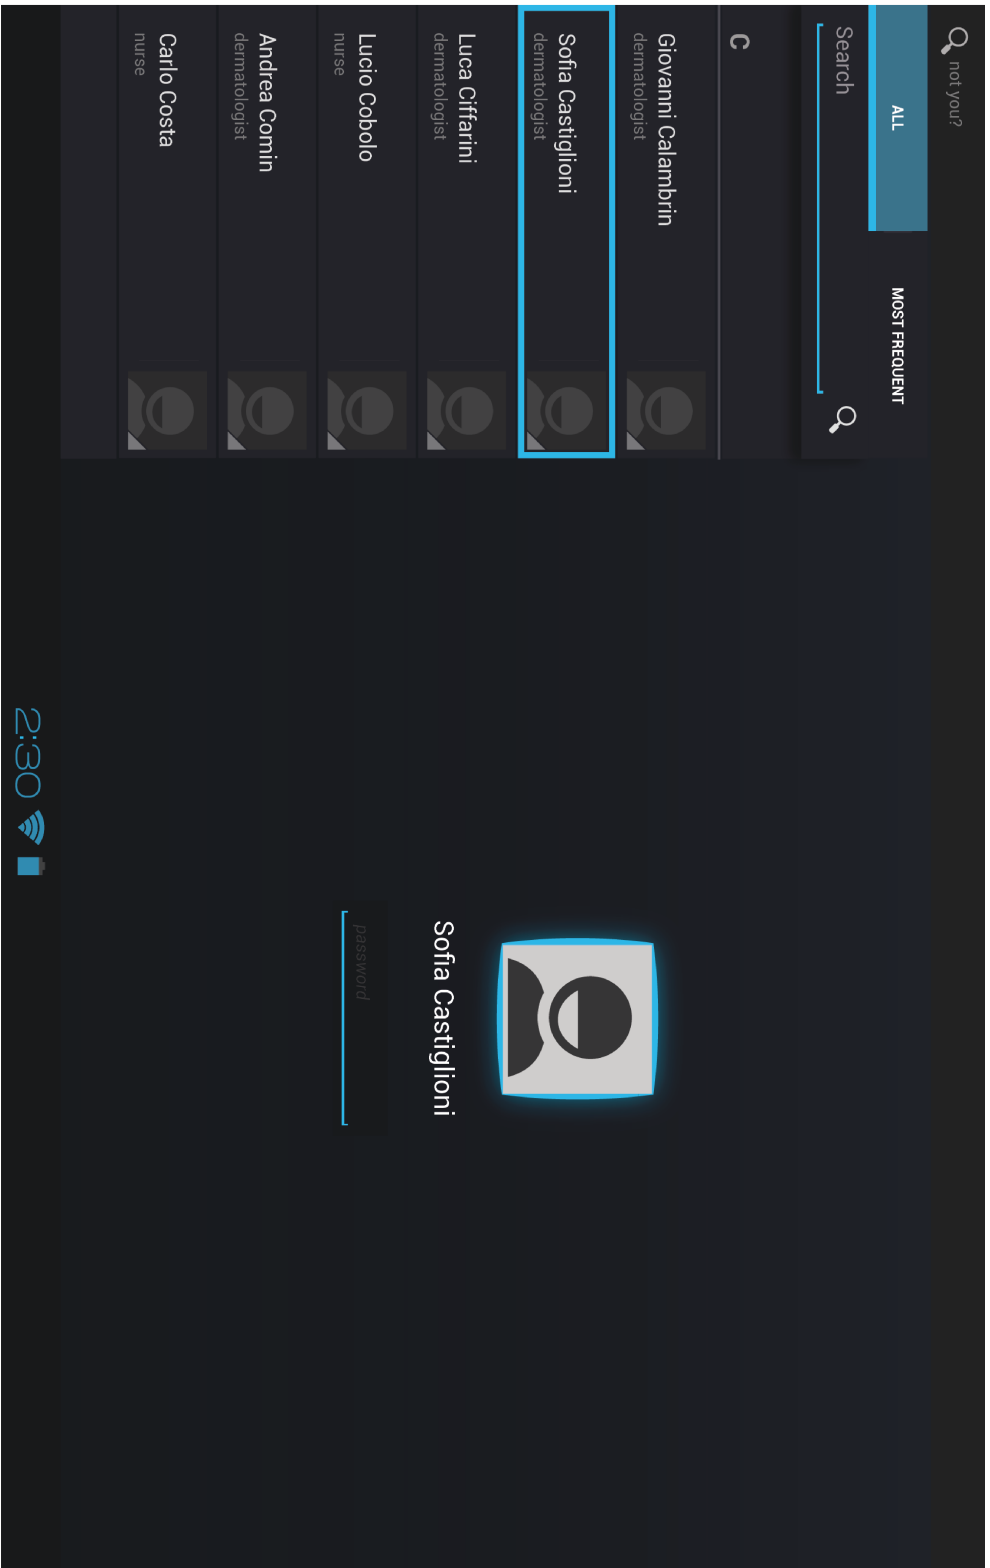 not you?
ALL
MOST FREQUENT
Search
C
Giovanni Calambrin
dermatologist
Sofia Castiglioni
dermatologist
Luca Ciffarini
dermatologist
Lucio Cobolo
nurse
Andrea Comin
dermatologist
Carlo Costa
nurse
Sofia Castiglioni
password
2:30